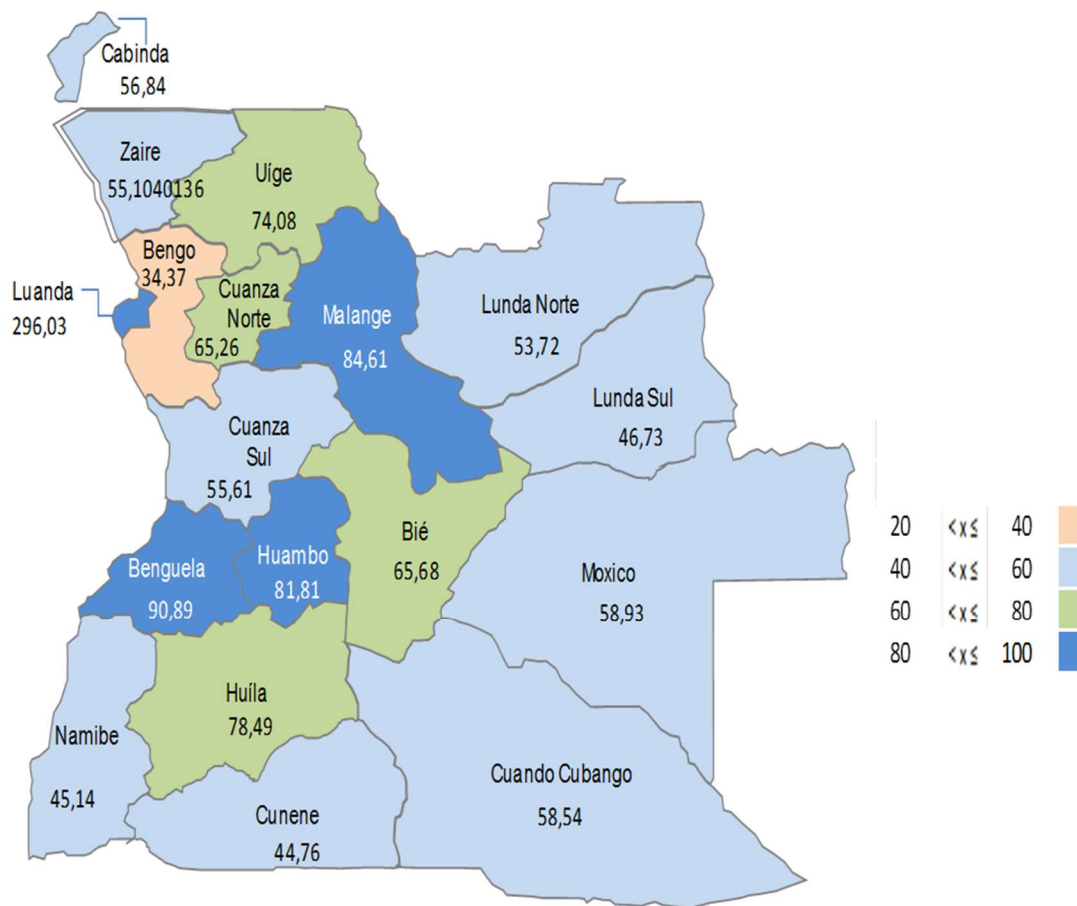 Cabinda
56,84
Zaire
55,1040136
Uíge
74,08
Bengo
34,37
Luanda
296,03
Cuanza
Norte
65,26
Malange
84,61
Lunda Norte
53,72
Lunda Sul
46,73
Cuanza
Sul
55,61
Benguela
90,89
Huambo
81,81
Bié
65,68
Moxico
58,93
Huíla
78,49
Namibe
45,14
Cunene
44,76
Cuando Cubango
58,54
20 <x≤ 40
40 <x≤ 60
60 <x≤ 80
80 <x≤ 100